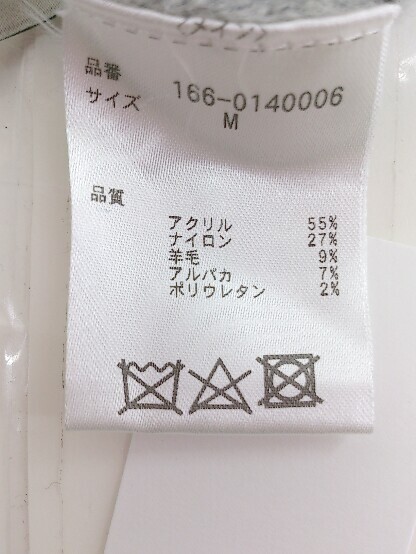 品番 166-0140006
サイズ M
品質
アクリル 55%
ナイロン 27%
羊毛 9%
アルパカ 7%
ポリウレタン 2%